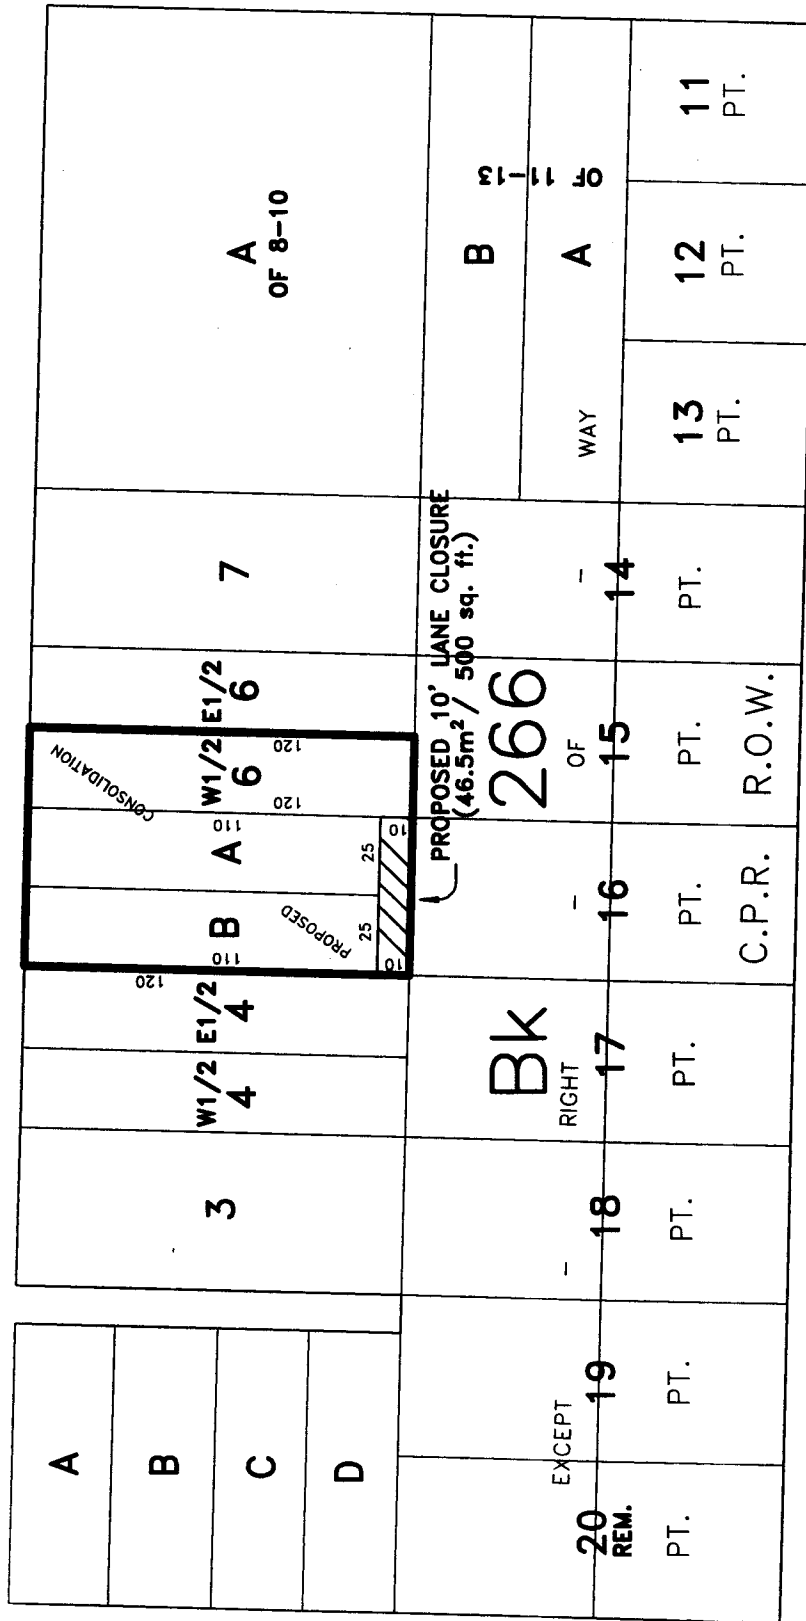 A
B
C
D
3
W1/2
4
E1/2
4
120
110
B
A
110
25
25
10
10
PROPOSED
CONSOLIDATION
W1/2
6
120
120
E1/2
6
7
A
OF 8-10
PROPOSED 10' LANE CLOSURE
(46.5m² / 500 sq. ft.)
Bk 266
B
A
OF 11-13
EXCEPT - RIGHT - OF - WAY
20
REM.
19
18
17
16
15
14
13
PT.
12
PT.
11
PT.
PT.
PT.
PT.
PT.
PT.
PT.
PT.
C.P.R. R.O.W.